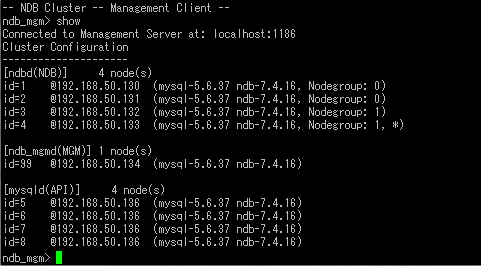 -- NDB Cluster -- Management Client --
ndb_mgm> show
Connected to Management Server at: localhost:1186
Cluster Configuration
---------------------
[ndbd(NDB)]     4 node(s)
id=1    @192.168.50.130  (mysql-5.6.37 ndb-7.4.16, Nodegroup: 0)
id=2    @192.168.50.131  (mysql-5.6.37 ndb-7.4.16, Nodegroup: 0)
id=3    @192.168.50.132  (mysql-5.6.37 ndb-7.4.16, Nodegroup: 1)
id=4    @192.168.50.133  (mysql-5.6.37 ndb-7.4.16, Nodegroup: 1, *)
[ndb_mgmd(MGM)] 1 node(s)
id=99   @192.168.50.134  (mysql-5.6.37 ndb-7.4.16)
[mysqld(API)]   4 node(s)
id=5    @192.168.50.136  (mysql-5.6.37 ndb-7.4.16)
id=6    @192.168.50.136  (mysql-5.6.37 ndb-7.4.16)
id=7    @192.168.50.136  (mysql-5.6.37 ndb-7.4.16)
id=8    @192.168.50.136  (mysql-5.6.37 ndb-7.4.16)
ndb_mgm>